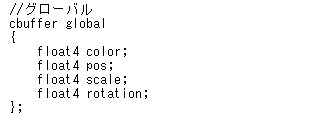 //グローバル
cbuffer global
{
    float4 color;
    float4 pos;
    float4 scale;
    float4 rotation;
};